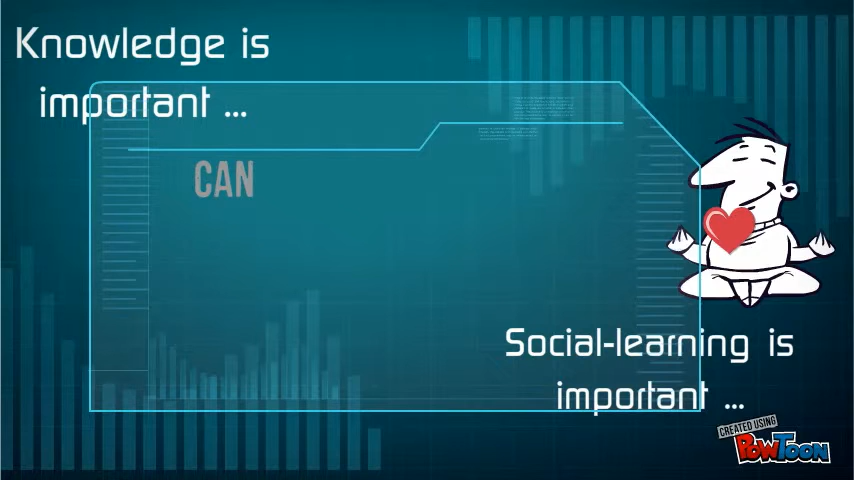 Knowledge is
important ...
CAN
Social-learning is
important ...
CREATED USING
POWTOON